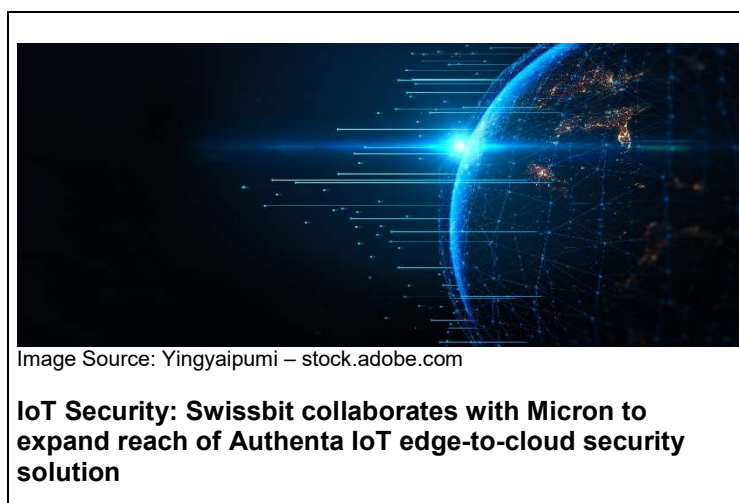 Image Source: Yingyaipumi – stock.adobe.com
IoT Security: Swissbit collaborates with Micron to
expand reach of Authenta IoT edge-to-cloud security
solution